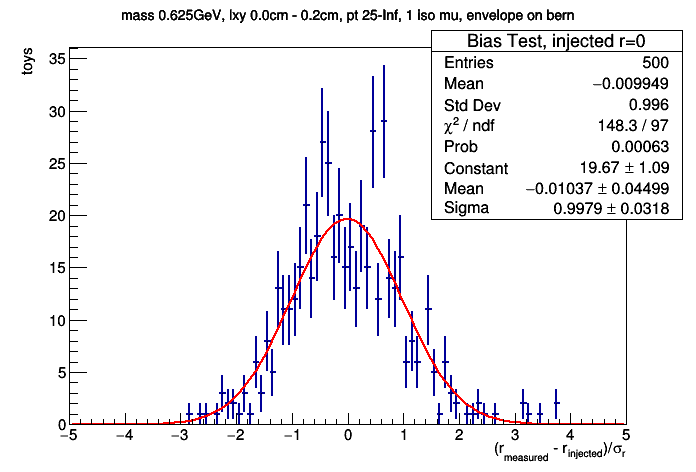 mass 0.625GeV, lxy 0.0cm - 0.2cm, pt 25-Inf, 1 Iso mu, envelope on bern
Bias Test, injected r=0
Entries 500
Mean −0.009949
Std Dev 0.996
χ² / ndf 148.3 / 97
Prob 0.00063
Constant 19.67 ± 1.09
Mean −0.01037 ± 0.04499
Sigma 0.9979 ± 0.0318
toys
35
30
25
20
15
10
5
0
−5 −4 −3 −2 −1 0 1 2 3 4 5
(r_measured - r_injected)/σ_r